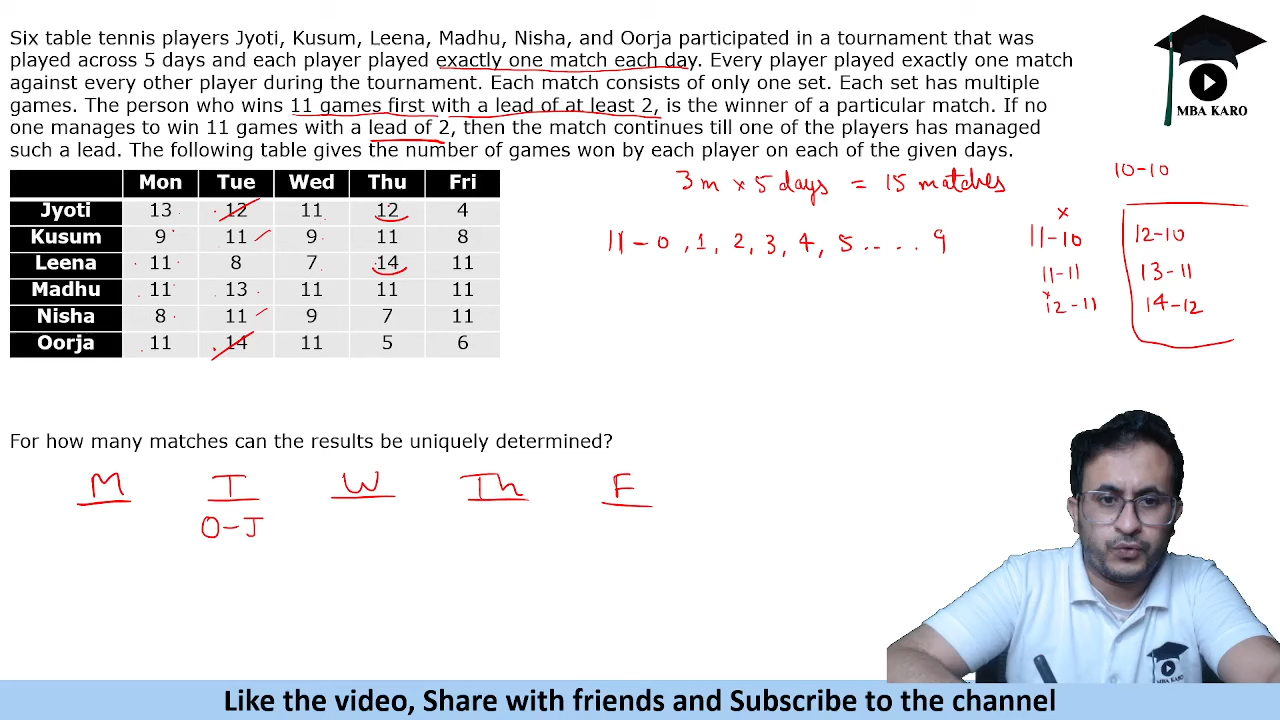 Six table tennis players Jyoti, Kusum, Leena, Madhu, Nisha, and Oorja participated in a tournament that was
played across 5 days and each player played exactly one match each day. Every player played exactly one match
against every other player during the tournament. Each match consists of only one set. Each set has multiple
games. The person who wins 11 games first with a lead of at least 2, is the winner of a particular match. If no
one manages to win 11 games with a lead of 2, then the match continues till one of the players has managed
such a lead. The following table gives the number of games won by each player on each of the given days.
MBA KARO
Mon Tue Wed Thu Fri
Jyoti 13 12 11 12 4
Kusum 9 11 9 11 8
Leena 11 8 7 14 11
Madhu 11 13 11 11 11
Nisha 8 11 9 7 11
Oorja 11 14 11 5 6
3m × 5 days = 15 matches
11 - 0, 1, 2, 3, 4, 5 .... 9
10-10
x
11-10 12-10
11-11 13-11
x
12-11 14-12
For how many matches can the results be uniquely determined?
M T W Th F
O-J
MBA KARO
Like the video, Share with friends and Subscribe to the channel